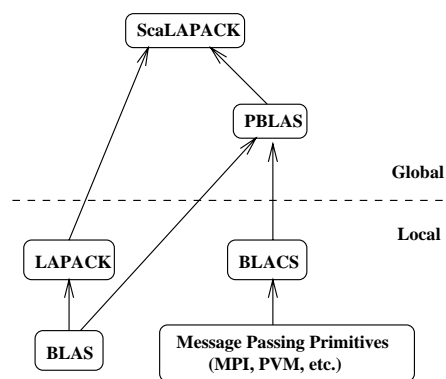 ScaLAPACK
PBLAS
Global
Local
LAPACK
BLACS
BLAS
Message Passing Primitives
(MPI, PVM, etc.)